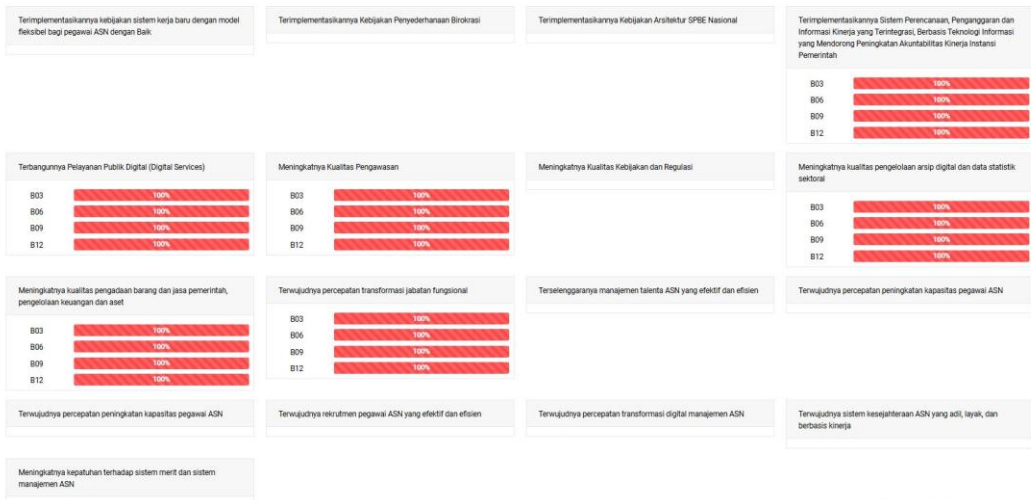 Terimplementasikannya kebijakan sistem kerja baru dengan model
fleksibel bagi pegawai ASN dengan Baik
Terimplementasikannya Kebijakan Penyederhanaan Birokrasi
Terimplementasikannya Kebijakan Arsitektur SPBE Nasional
Terimplementasikannya Sistem Perencanaan, Penganggaran dan
Informasi Kinerja yang Terintegrasi, Berbasis Teknologi Informasi
yang Mendorong Peningkatan Akuntabilitas Kinerja Instansi
Pemerintah
B03 100%
B06 100%
B09 100%
B12 100%
Terbangunnya Pelayanan Publik Digital (Digital Services)
B03 100%
B06 100%
B09 100%
B12 100%
Meningkatnya Kualitas Pengawasan
B03 100%
B06 100%
B09 100%
B12 100%
Meningkatnya Kualitas Kebijakan dan Regulasi
Meningkatnya kualitas pengelolaan arsip digital dan data statistik
sektoral
B03 100%
B06 100%
B09 100%
B12 100%
Meningkatnya kualitas pengadaan barang dan jasa pemerintah,
pengelolaan keuangan dan aset
B03 100%
B06 100%
B09 100%
B12 100%
Terwujudnya percepatan transformasi jabatan fungsional
B03 100%
B06 100%
B09 100%
B12 100%
Terselenggaranya manajemen talenta ASN yang efektif dan efisien
Terwujudnya percepatan peningkatan kapasitas pegawai ASN
Terwujudnya percepatan peningkatan kapasitas pegawai ASN
Terwujudnya rekrutmen pegawai ASN yang efektif dan efisien
Terwujudnya percepatan transformasi digital manajemen ASN
Terwujudnya sistem kesejahteraan ASN yang adil, layak, dan
berbasis kinerja
Meningkatnya kepatuhan terhadap sistem merit dan sistem
manajemen ASN